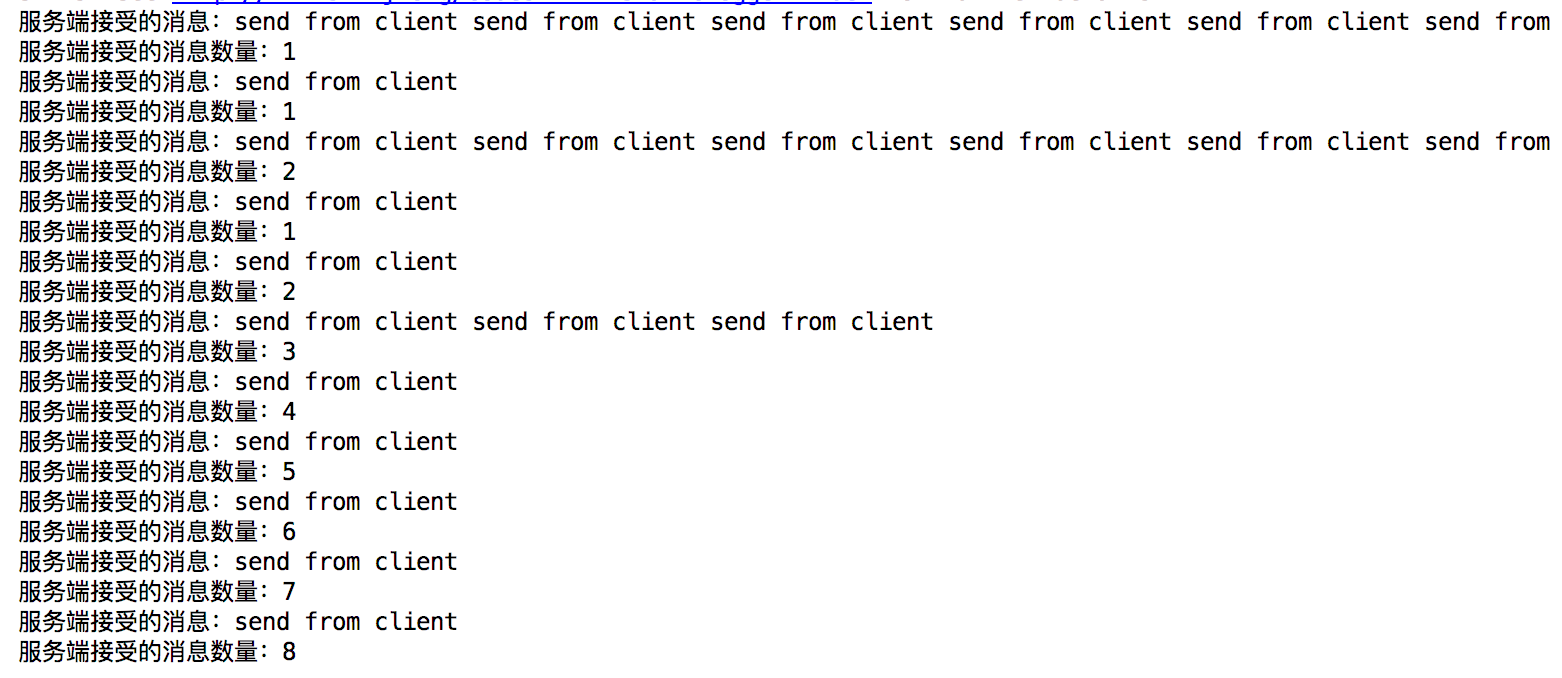 服务端接受的消息：send from client send from client send from client send from client send from client send from
服务端接受的消息数量：1
服务端接受的消息：send from client
服务端接受的消息数量：1
服务端接受的消息：send from client send from client send from client send from client send from client send from
服务端接受的消息数量：2
服务端接受的消息：send from client
服务端接受的消息数量：1
服务端接受的消息：send from client
服务端接受的消息数量：2
服务端接受的消息：send from client send from client send from client
服务端接受的消息数量：3
服务端接受的消息：send from client
服务端接受的消息数量：4
服务端接受的消息：send from client
服务端接受的消息数量：5
服务端接受的消息：send from client
服务端接受的消息数量：6
服务端接受的消息：send from client
服务端接受的消息数量：7
服务端接受的消息：send from client
服务端接受的消息数量：8